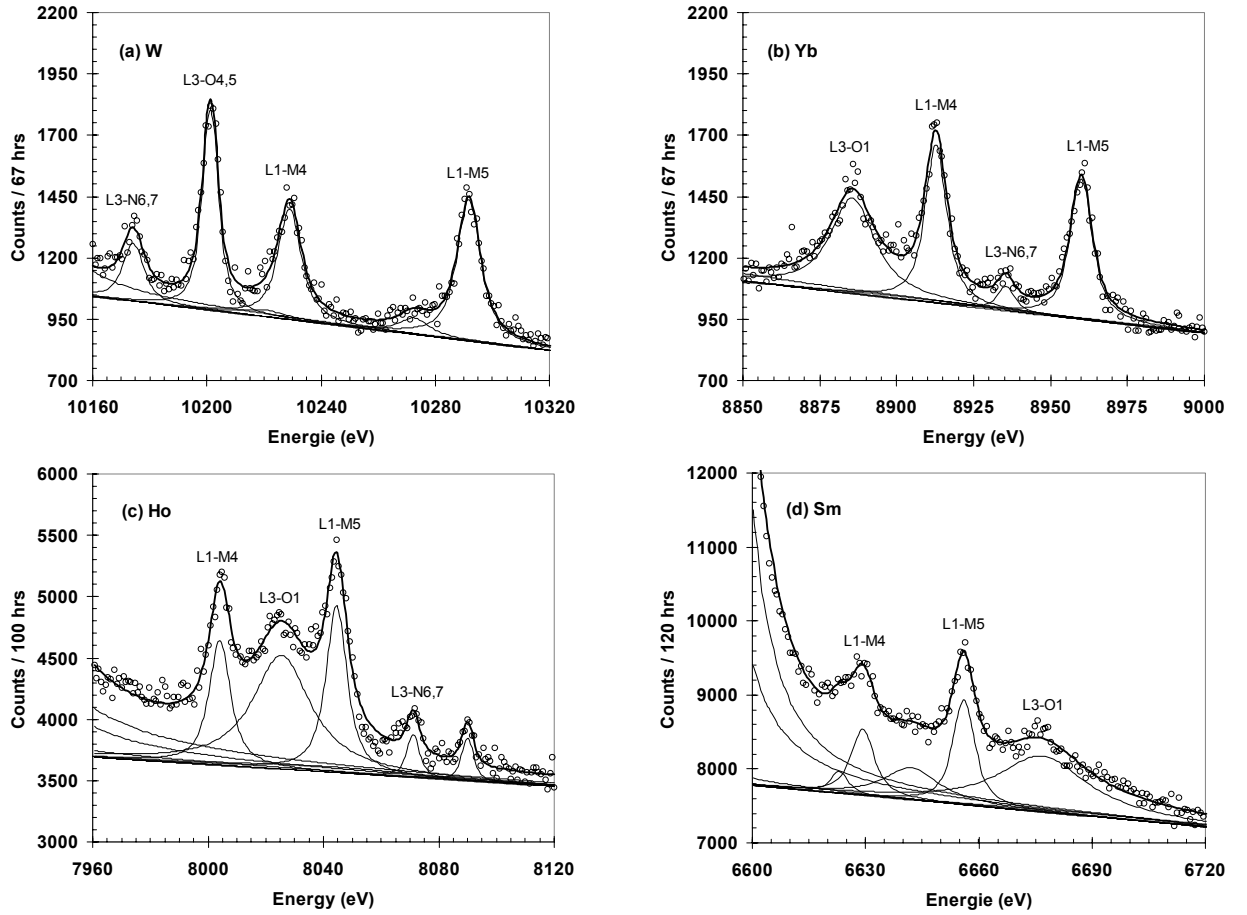 (a) W
L3-O4,5
L1-M4
L1-M5
L3-N6,7
2200
1950
1700
1450
1200
950
700
Counts / 67 hrs
10160 10200 10240 10280 10320
Energie (eV)
(b) Yb
L1-M4
L3-O1
L1-M5
L3-N6,7
2200
1950
1700
1450
1200
950
700
Counts / 67 hrs
8850 8875 8900 8925 8950 8975 9000
Energy (eV)
(c) Ho
L1-M5
L1-M4
L3-O1
L3-N6,7
6000
5500
5000
4500
4000
3500
3000
Counts / 100 hrs
7960 8000 8040 8080 8120
Energy (eV)
(d) Sm
L1-M4
L1-M5
L3-O1
12000
11000
10000
9000
8000
7000
Counts / 120 hrs
6600 6630 6660 6690 6720
Energie (eV)